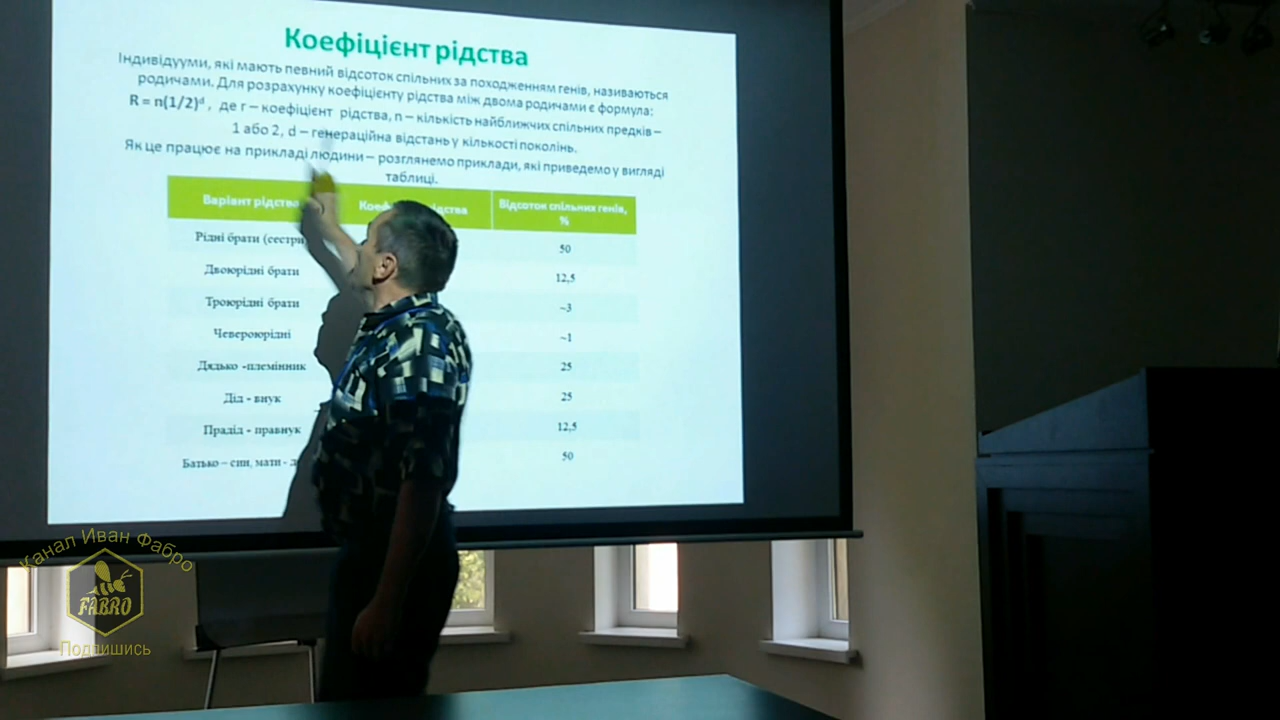 Коефіцієнт рідства
Індивідууми, які мають певний відсоток спільних за походженням генів, називаються
родичами. Для розрахунку коефіцієнту рідства між двома родичами є формула:
R = n(1/2)ᵈ , де r – коефіцієнт рідства, n – кількість найближчих спільних предків –
1 або 2, d – генераційна відстань у кількості поколінь.
Як це працює на прикладі людини – розглянемо приклади, які приведемо у вигляді
таблиці.
Варіант рідства Відсоток спільних генів, %
Рідні брати 50
Двоюрідні брати 12,5
Троюрідні брати ~3
Чевероюрідні ~1
Дядько -племінник 25
Дід - внук 25
Прадід - правнук 12,5
Батько – син, мати - 50
Канал Иван Фабро
FABRO
Подпишись